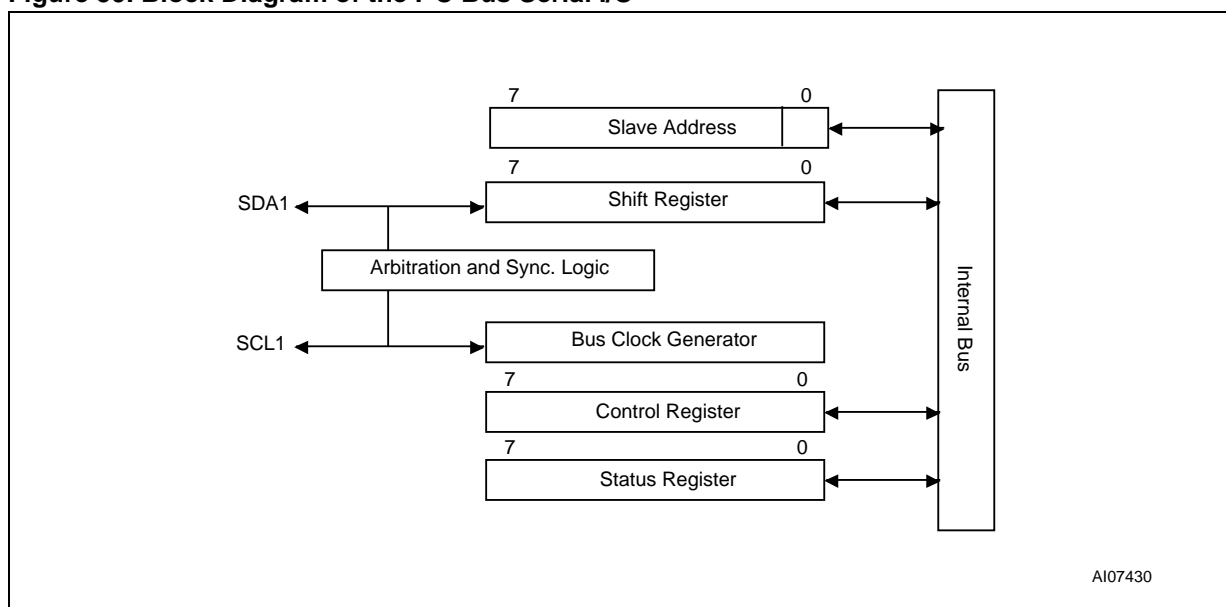 7 0
Slave Address
7 0
SDA1
Shift Register
Arbitration and Sync. Logic
Internal Bus
SCL1
Bus Clock Generator
7 0
Control Register
7 0
Status Register
AI07430